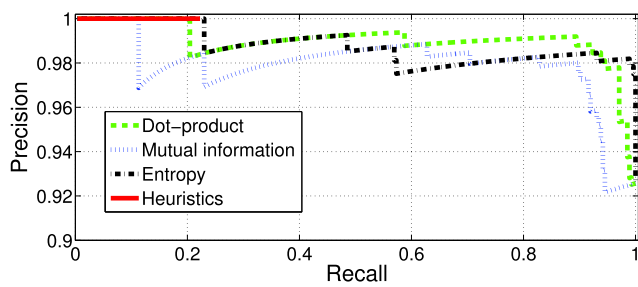 1
0.98
0.96
0.94
0.92
0.9
Precision
Dot-product
Mutual information
Entropy
Heuristics
0 0.2 0.4 0.6 0.8 1
Recall